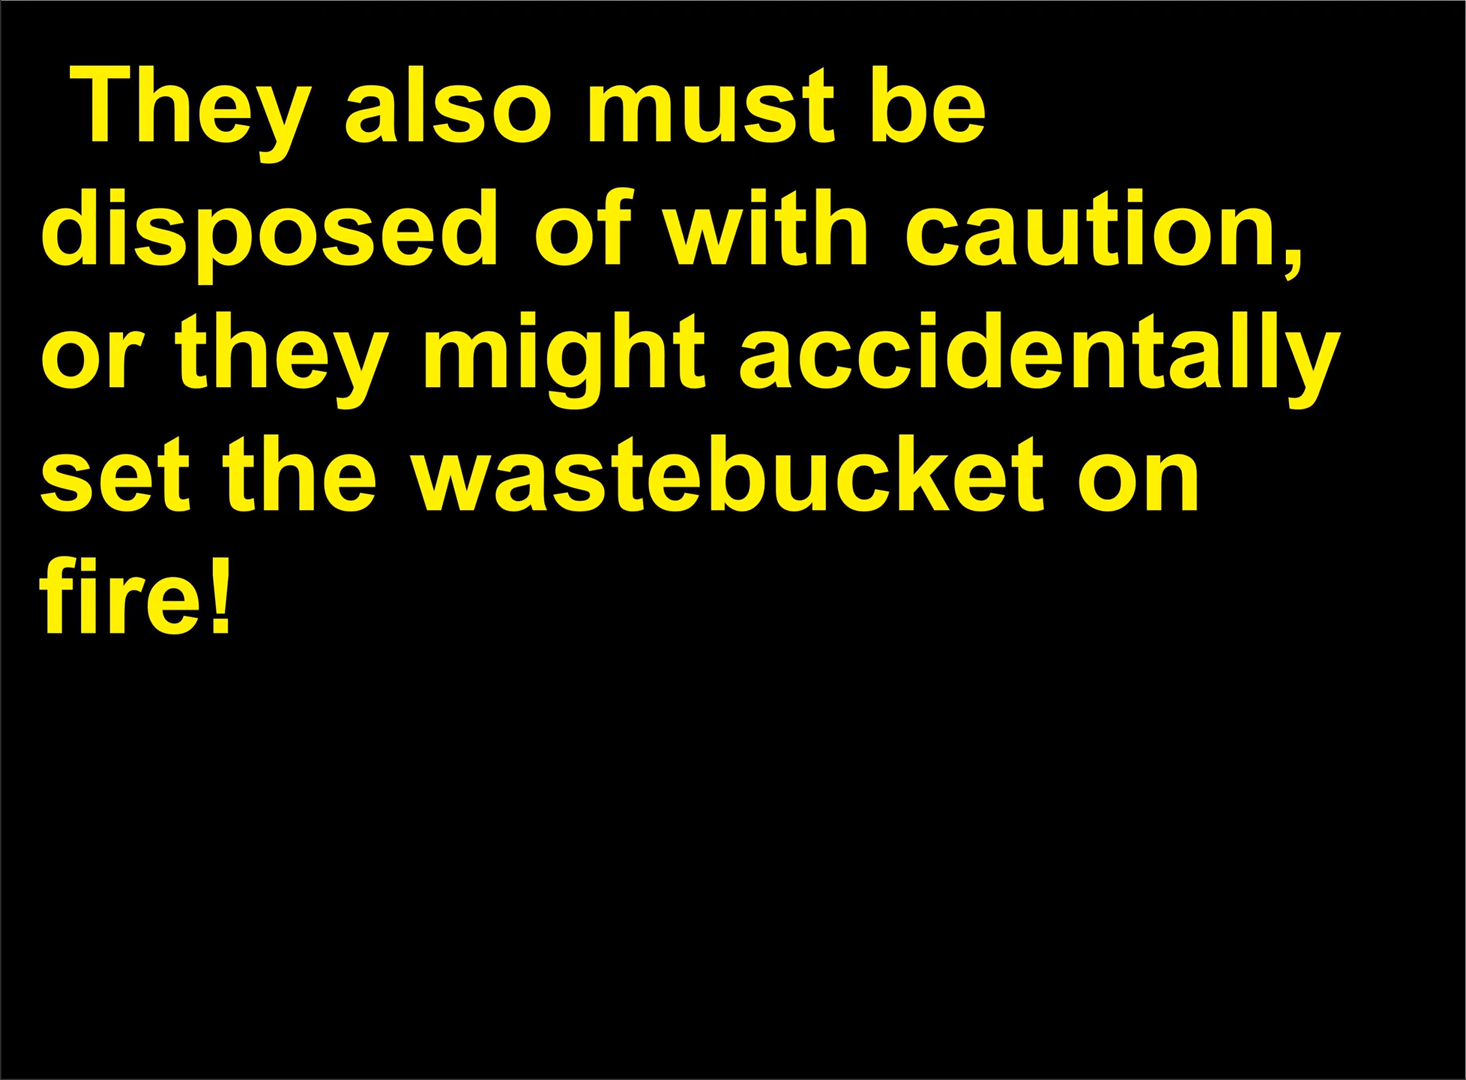 They also must be
disposed of with caution,
or they might accidentally
set the wastebucket on
fire!